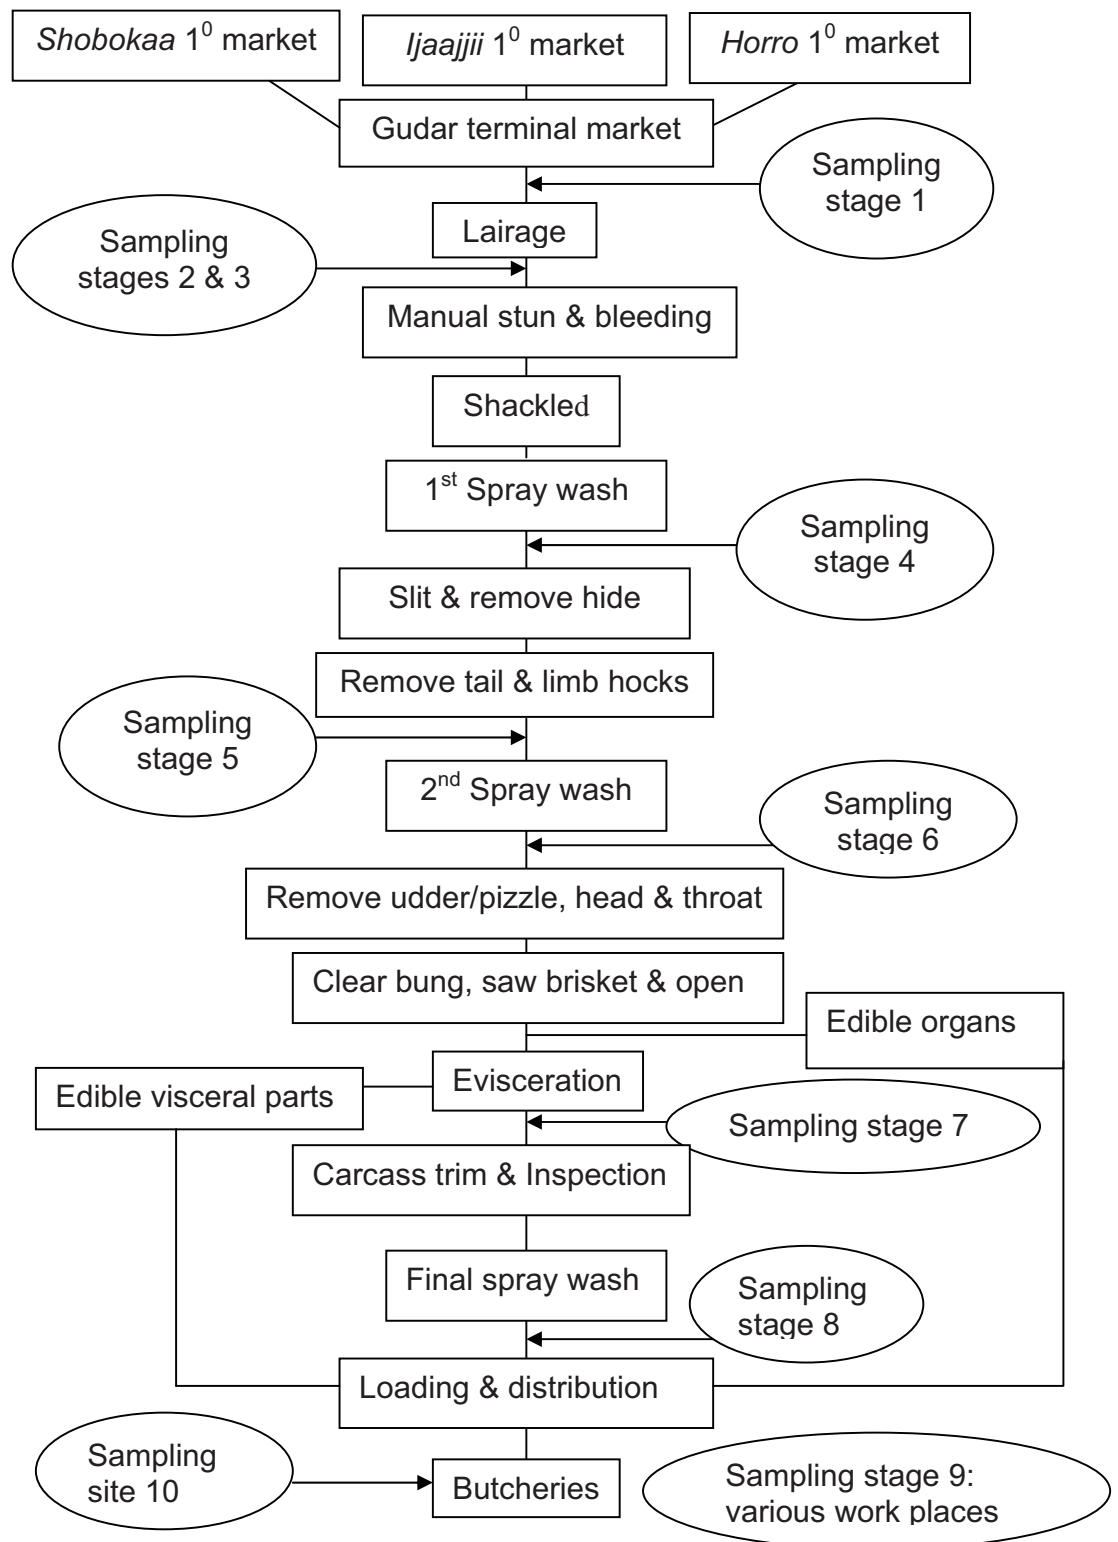 Shobokaa 1⁰ market
Ijaajjii 1⁰ market
Horro 1⁰ market
Gudar terminal market
Sampling
stage 1
Lairage
Sampling
stages 2 & 3
Manual stun & bleeding
Shackled
1st Spray wash
Sampling
stage 4
Slit & remove hide
Remove tail & limb hocks
Sampling
stage 5
2nd Spray wash
Sampling
stage 6
Remove udder/pizzle, head & throat
Clear bung, saw brisket & open
Edible organs
Evisceration
Edible visceral parts
Sampling stage 7
Carcass trim & Inspection
Final spray wash
Sampling
stage 8
Loading & distribution
Sampling
site 10
Butcheries
Sampling stage 9:
various work places